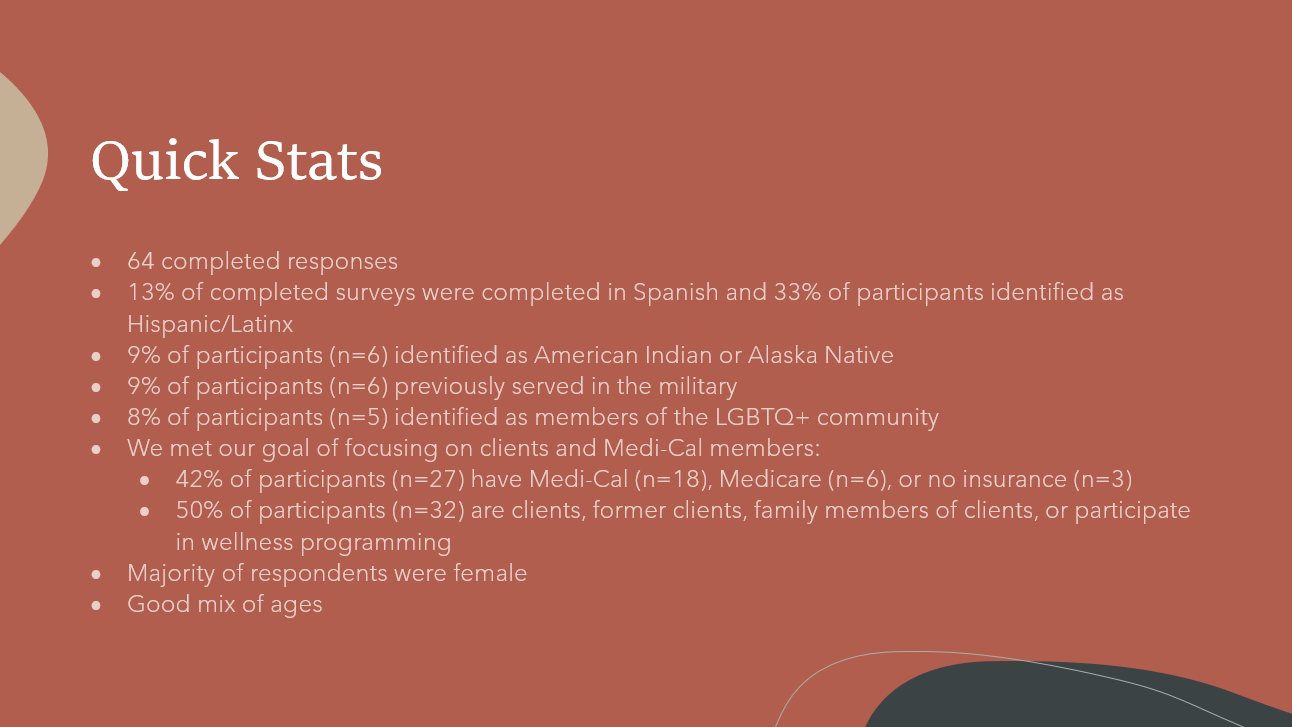 Quick Stats
● 64 completed responses
● 13% of completed surveys were completed in Spanish and 33% of participants identified as
Hispanic/Latinx
● 9% of participants (n=6) identified as American Indian or Alaska Native
● 9% of participants (n=6) previously served in the military
● 8% of participants (n=5) identified as members of the LGBTQ+ community
● We met our goal of focusing on clients and Medi-Cal members:
● 42% of participants (n=27) have Medi-Cal (n=18), Medicare (n=6), or no insurance (n=3)
● 50% of participants (n=32) are clients, former clients, family members of clients, or participate
in wellness programming
● Majority of respondents were female
● Good mix of ages